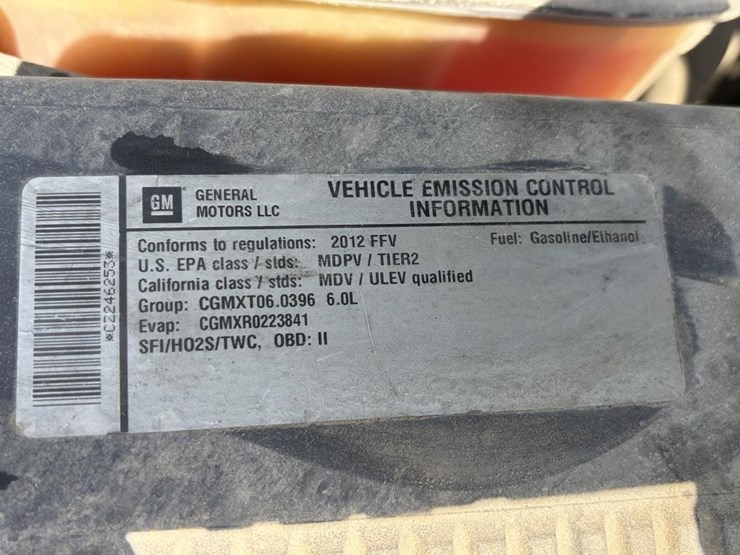 *CZ246253*
GM
GENERAL
MOTORS LLC
VEHICLE EMISSION CONTROL
INFORMATION
Conforms to regulations: 2012 FFV
Fuel: Gasoline/Ethanol
U.S. EPA class / stds: MDPV / TIER2
California class / stds: MDV / ULEV qualified
Group: CGMXT06.0396 6.0L
Evap: CGMXR0223841
SFI/HO2S/TWC, OBD: II